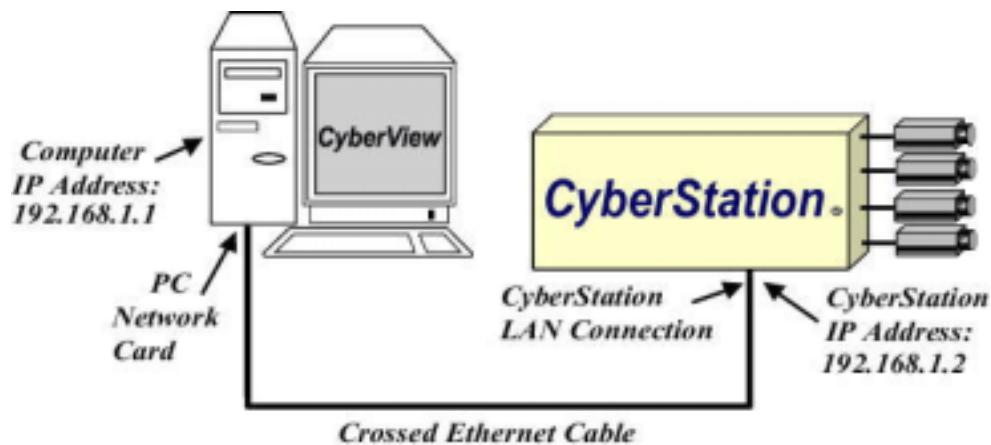 CyberView
Computer
IP Address:
192.168.1.1
CyberStation
PC
Network
Card
CyberStation
LAN Connection
CyberStation
IP Address:
192.168.1.2
Crossed Ethernet Cable